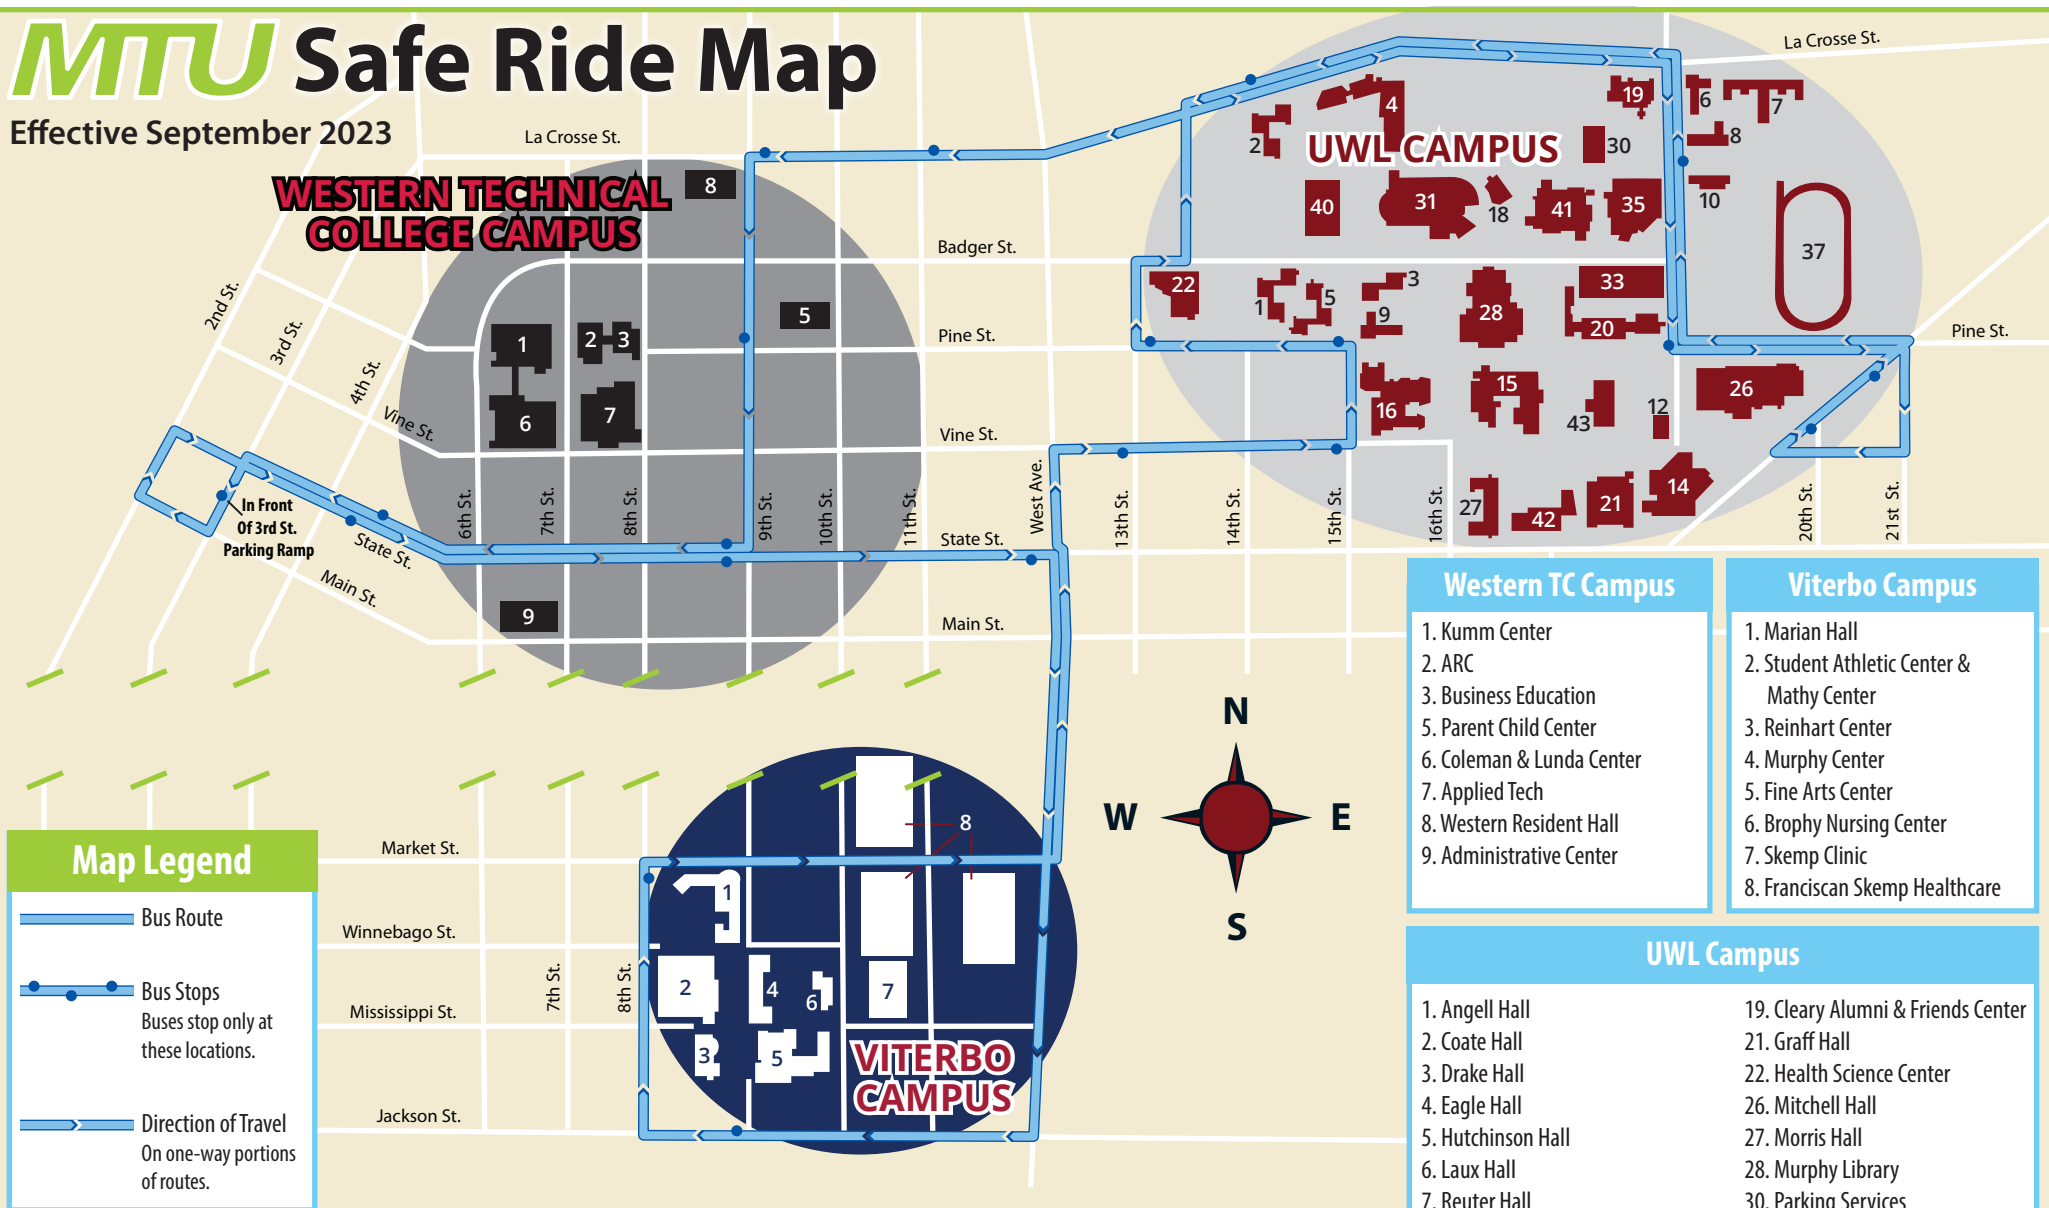 MTU Safe Ride Map
Effective September 2023
La Crosse St.
La Crosse St.
WESTERN TECHNICAL
COLLEGE CAMPUS
UWL CAMPUS
8
2
4
19
6
7
30
8
40
31
18
41
35
10
37
Badger St.
22
1
5
3
9
28
33
20
2nd St.
3rd St.
4th St.
1
2
3
5
Pine St.
Pine St.
6
7
Vine St.
Vine St.
16
15
43
12
26
27
42
21
14
In Front
Of 3rd St.
Parking Ramp
State St.
Main St.
6th St.
7th St.
8th St.
9th St.
10th St.
11th St.
West Ave.
13th St.
14th St.
15th St.
16th St.
20th St.
21st St.
State St.
9
Main St.
N
W
E
S
Market St.
Winnebago St.
Mississippi St.
Jackson St.
7th St.
8th St.
8
1
2
4
6
7
3
5
VITERBO
CAMPUS
Map Legend
Bus Route
Bus Stops
Buses stop only at
these locations.
Direction of Travel
On one-way portions
of routes.
Western TC Campus
1. Kumm Center
2. ARC
3. Business Education
5. Parent Child Center
6. Coleman & Lunda Center
7. Applied Tech
8. Western Resident Hall
9. Administrative Center
Viterbo Campus
1. Marian Hall
2. Student Athletic Center &
Mathy Center
3. Reinhart Center
4. Murphy Center
5. Fine Arts Center
6. Brophy Nursing Center
7. Skemp Clinic
8. Franciscan Skemp Healthcare
UWL Campus
1. Angell Hall
2. Coate Hall
3. Drake Hall
4. Eagle Hall
5. Hutchinson Hall
6. Laux Hall
7. Reuter Hall
19. Cleary Alumni & Friends Center
21. Graff Hall
22. Health Science Center
26. Mitchell Hall
27. Morris Hall
28. Murphy Library
30. Parking Services